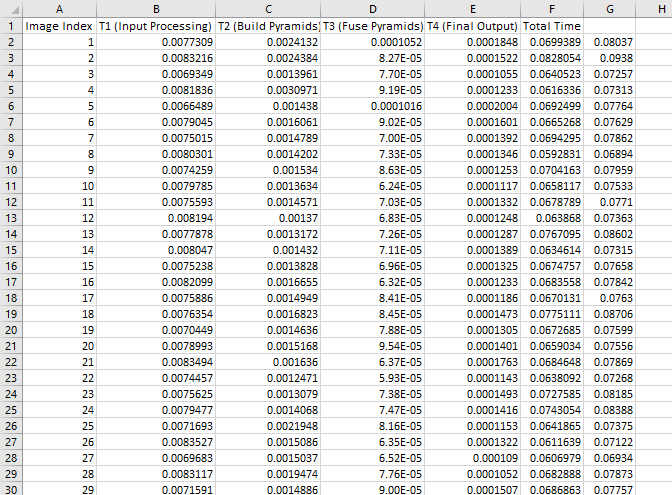 A B C D E F G H
1 Image Index T1 (Input Processing) T2 (Build Pyramids) T3 (Fuse Pyramids) T4 (Final Output) Total Time
2 1 0.0077309 0.0024132 0.0001052 0.0001848 0.0699389 0.08037
3 2 0.0083216 0.0024384 8.27E-05 0.0001522 0.0828054 0.0938
4 3 0.0069349 0.0013961 7.70E-05 0.0001055 0.0640523 0.07257
5 4 0.0081836 0.0030971 9.19E-05 0.0001233 0.0616336 0.07313
6 5 0.0066489 0.001438 0.0001016 0.0002004 0.0692499 0.07764
7 6 0.0079045 0.0016061 9.02E-05 0.0001601 0.0665268 0.07629
8 7 0.0075015 0.0014789 7.00E-05 0.0001392 0.0694295 0.07862
9 8 0.0080301 0.0014202 7.33E-05 0.0001346 0.0592831 0.06894
10 9 0.0074259 0.001534 8.63E-05 0.0001253 0.0704163 0.07959
11 10 0.0079785 0.0013634 6.24E-05 0.0001117 0.0658117 0.07533
12 11 0.0075593 0.0014571 7.03E-05 0.0001332 0.0678789 0.0771
13 12 0.008194 0.00137 6.83E-05 0.0001248 0.063868 0.07363
14 13 0.0077878 0.0013172 7.26E-05 0.0001287 0.0767095 0.08602
15 14 0.008047 0.001432 7.11E-05 0.0001389 0.0634614 0.07315
16 15 0.0075238 0.0013828 6.96E-05 0.0001325 0.0674757 0.07658
17 16 0.0082099 0.0016655 6.32E-05 0.0001233 0.0683558 0.07842
18 17 0.0075886 0.0014949 8.41E-05 0.0001186 0.0670131 0.0763
19 18 0.0076354 0.0016823 8.45E-05 0.0001473 0.0775111 0.08706
20 19 0.0070449 0.0014636 7.88E-05 0.0001305 0.0672685 0.07599
21 20 0.0078993 0.0015168 9.54E-05 0.0001401 0.0659034 0.07556
22 21 0.0083494 0.001636 6.37E-05 0.0001763 0.0684648 0.07869
23 22 0.0074457 0.0012471 5.93E-05 0.0001143 0.0638092 0.07268
24 23 0.0075625 0.0013079 7.38E-05 0.0001493 0.0727585 0.08185
25 24 0.0079477 0.0014068 7.47E-05 0.0001416 0.0743054 0.08388
26 25 0.0071693 0.0021948 8.16E-05 0.0001153 0.0641865 0.07375
27 26 0.0083527 0.0015086 6.35E-05 0.0001322 0.0611639 0.07122
28 27 0.0069683 0.0015037 6.52E-05 0.000109 0.0606979 0.06934
29 28 0.0083117 0.0019474 7.76E-05 0.0001052 0.0682888 0.07873
30 29 0.0071591 0.0014886 9.00E-05 0.0001507 0.0686863 0.07757